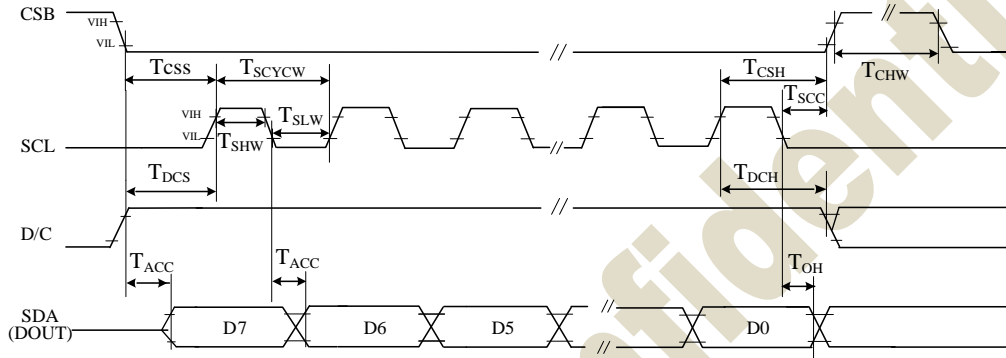 CSB
VIH
VIL
//
//
Tcss
TSCYCW
TCSH
TCHW
TSCC
SCL
VIH
VIL
TSHW
TSLW
//
TDCS
TDCH
//
D/C
TACC
TACC
TOH
SDA
(DOUT)
D7
D6
D5
//
//
D0